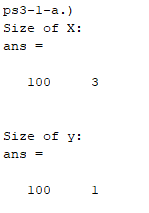 ps3-1-a.)
Size of X:
ans =
100 3
Size of y:
ans =
100 1